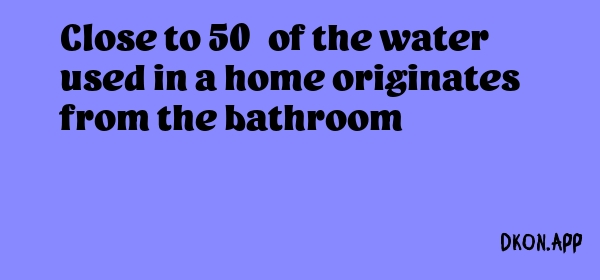 Close to 50 of the water
used in a home originates
from the bathroom
DKON.APP